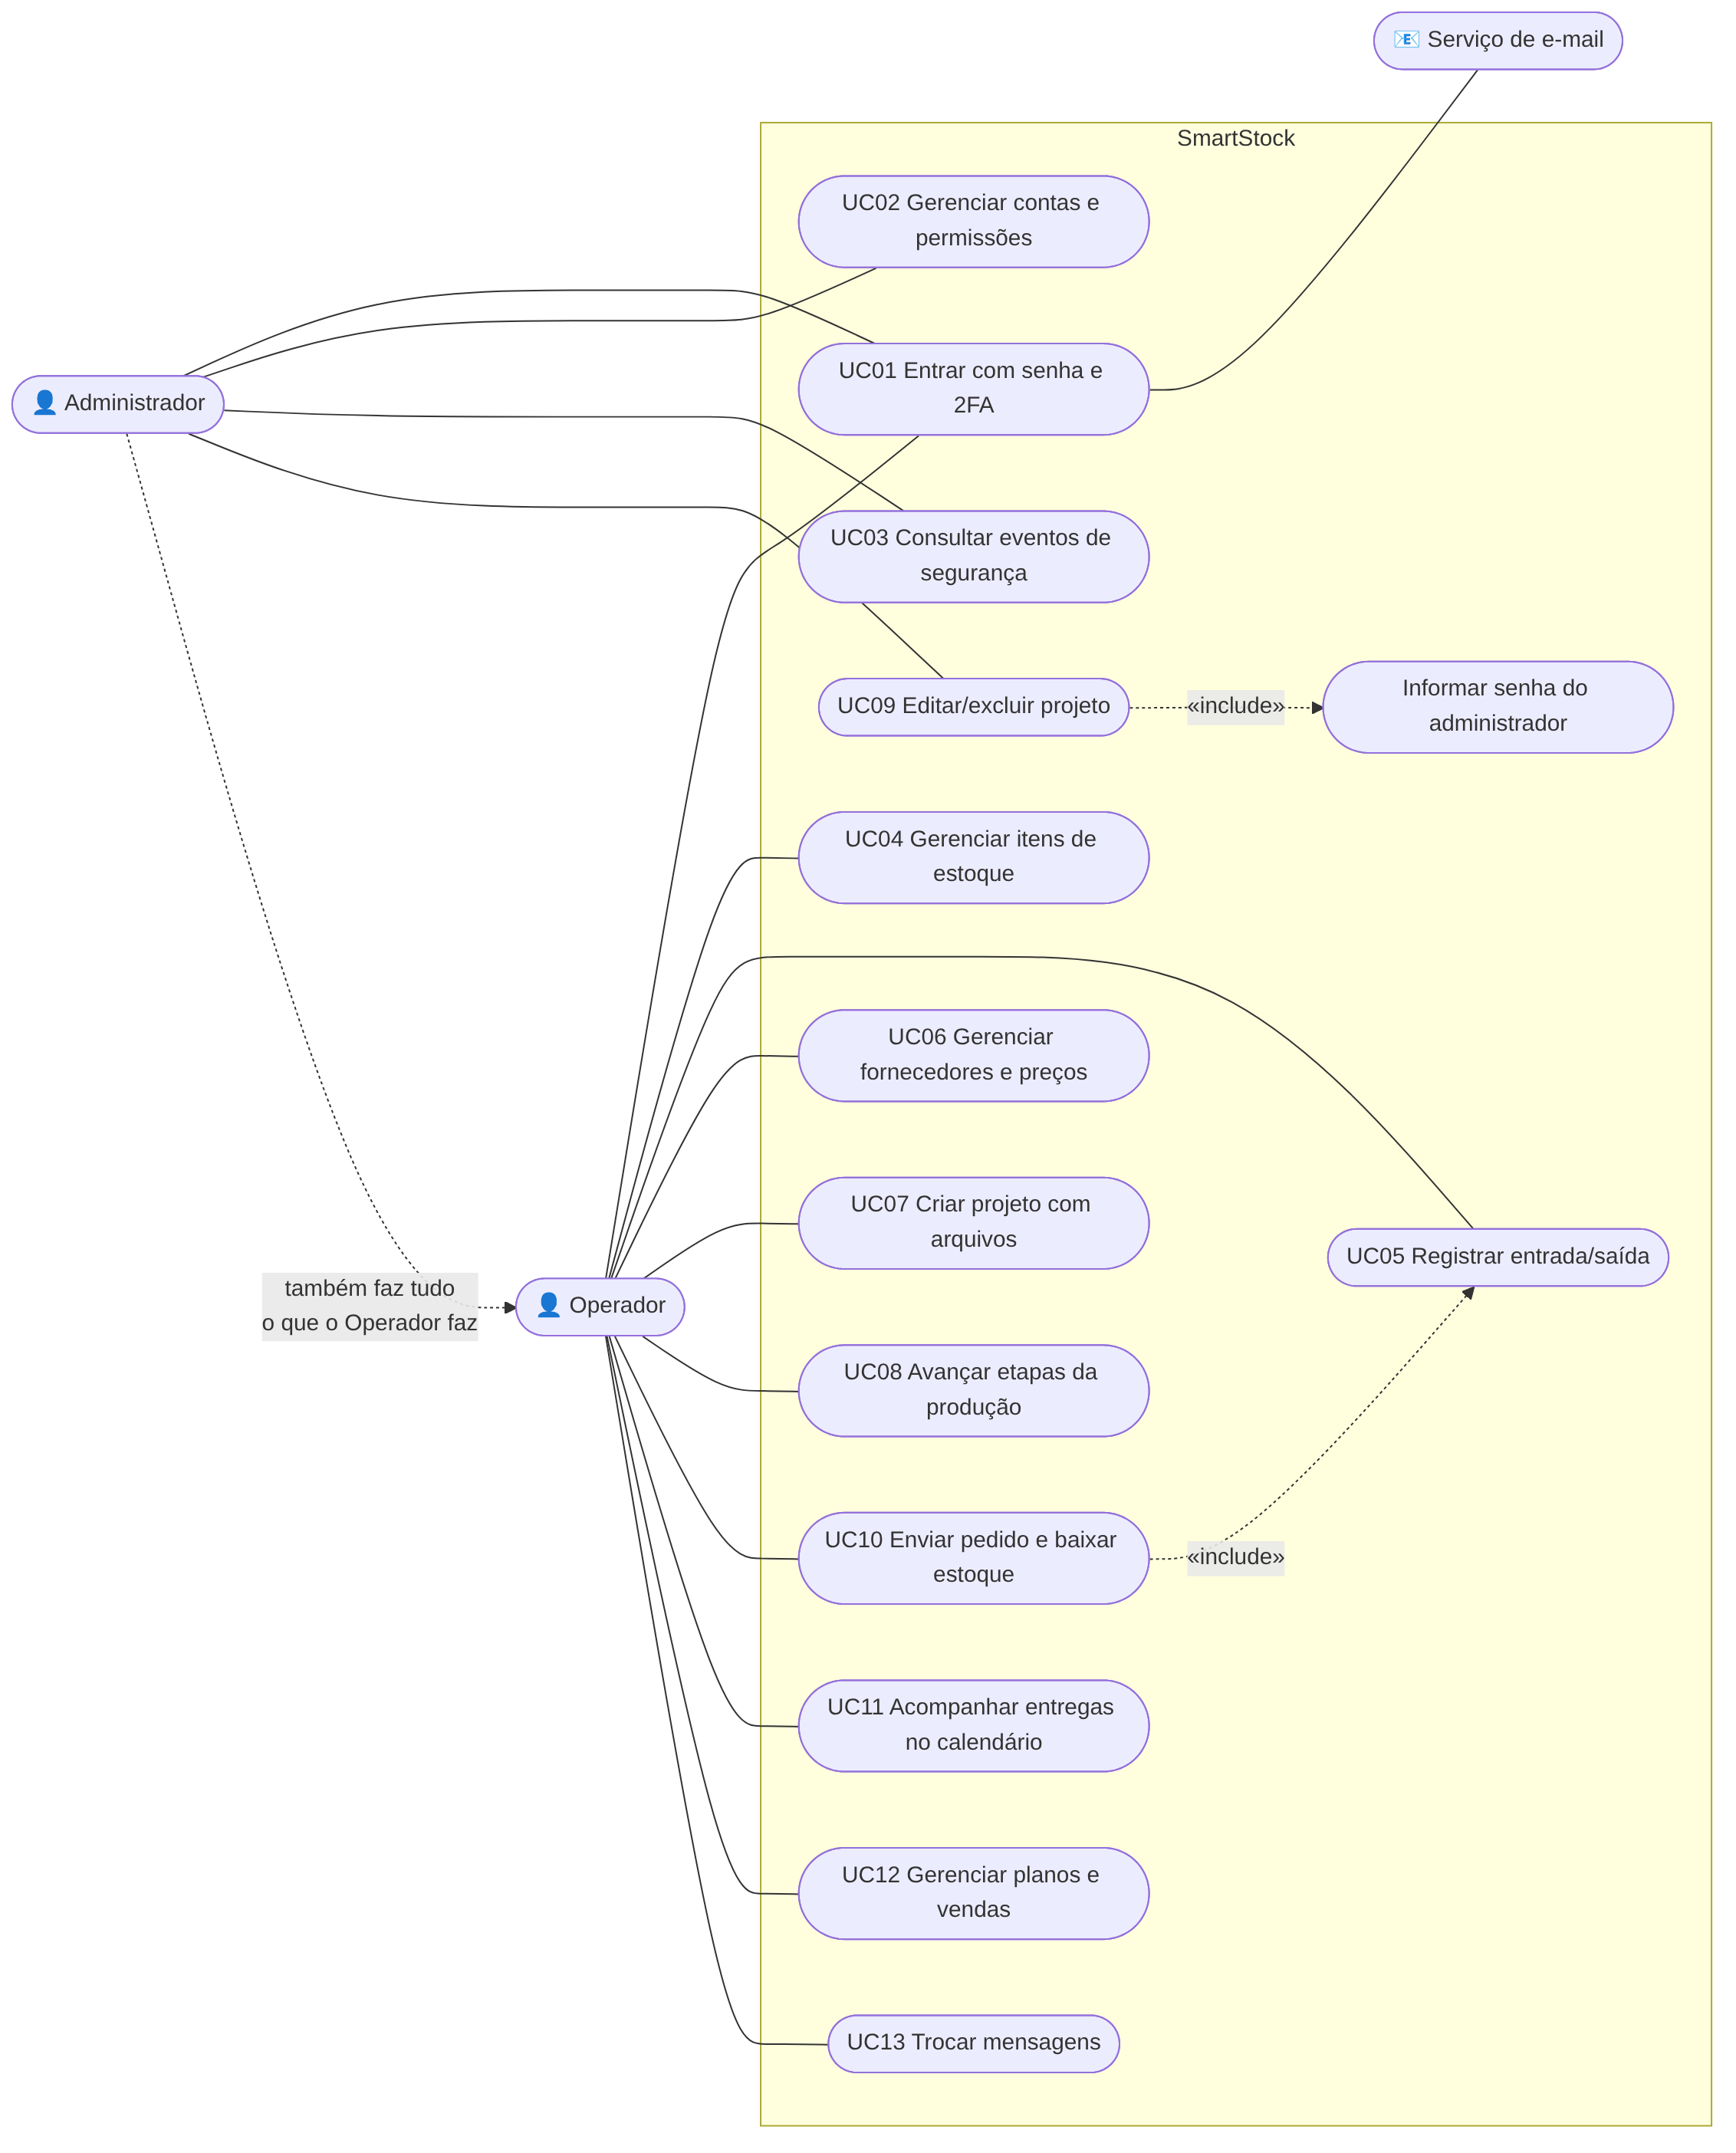 📧 Serviço de e-mail
SmartStock
UC02 Gerenciar contas e
permissões
UC01 Entrar com senha e
2FA
👤 Administrador
UC03 Consultar eventos de
segurança
UC09 Editar/excluir projeto
«include»
Informar senha do
administrador
UC04 Gerenciar itens de
estoque
UC06 Gerenciar
fornecedores e preços
UC07 Criar projeto com
arquivos
UC05 Registrar entrada/saída
também faz tudo
o que o Operador faz
👤 Operador
UC08 Avançar etapas da
produção
UC10 Enviar pedido e baixar
estoque
«include»
UC11 Acompanhar entregas
no calendário
UC12 Gerenciar planos e
vendas
UC13 Trocar mensagens